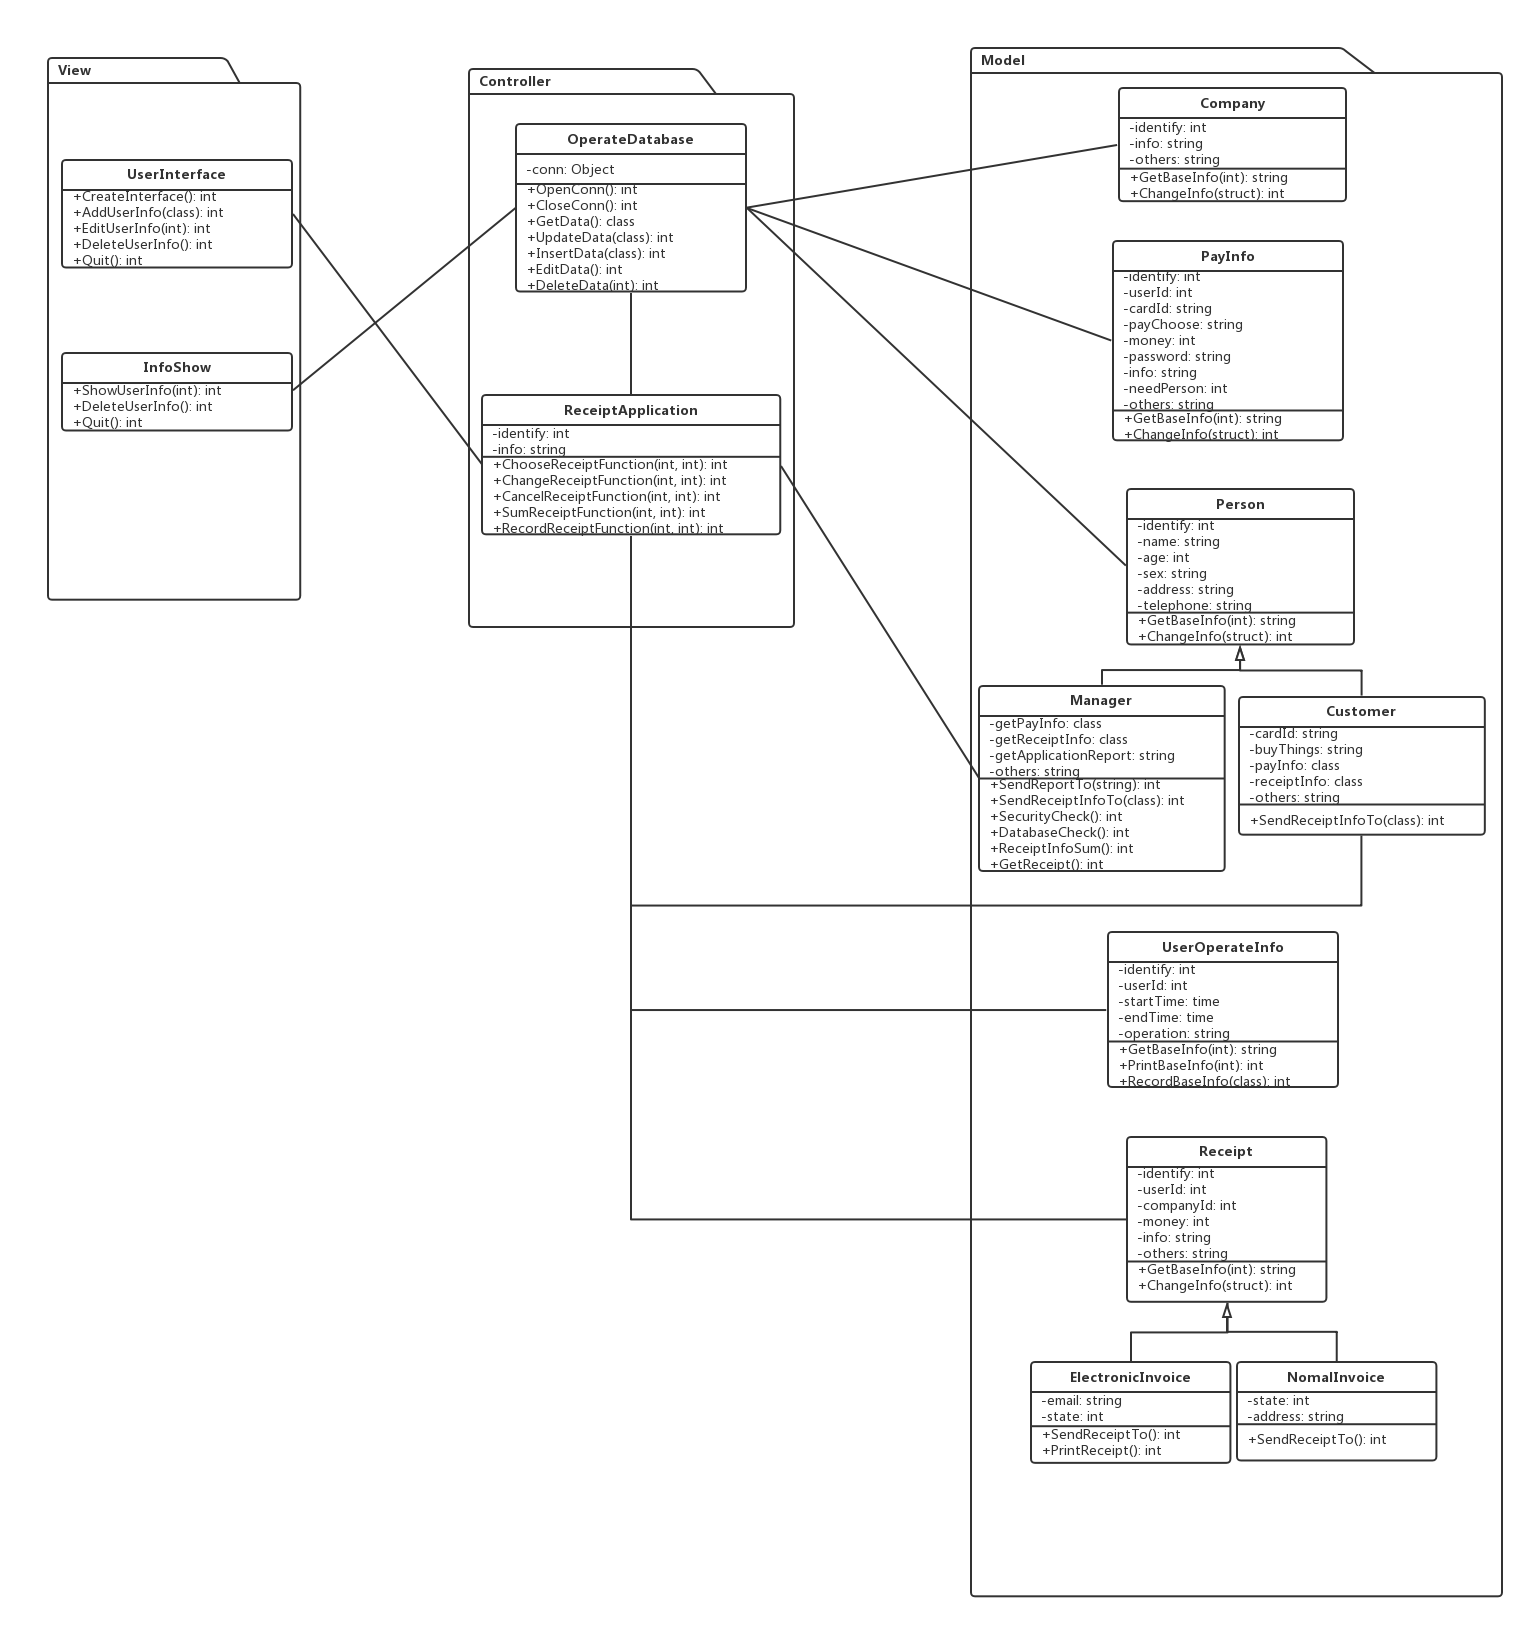 View
UserInterface
+CreateInterface(): int
+AddUserInfo(class): int
+EditUserInfo(int): int
+DeleteUserInfo(): int
+Quit(): int
InfoShow
+ShowUserInfo(int): int
+DeleteUserInfo(): int
+Quit(): int
Controller
OperateDatabase
-conn: Object
+OpenConn(): int
+CloseConn(): int
+GetData(): class
+UpdateData(class): int
+InsertData(class): int
+EditData(): int
+DeleteData(int): int
ReceiptApplication
-identify: int
-info: string
+ChooseReceiptFunction(int, int): int
+ChangeReceiptFunction(int, int): int
+CancelReceiptFunction(int, int): int
+SumReceiptFunction(int, int): int
+RecordReceiptFunction(int, int): int
Model
Company
-identify: int
-info: string
-others: string
+GetBaseInfo(int): string
+ChangeInfo(struct): int
PayInfo
-identify: int
-userId: int
-cardId: string
-payChoose: string
-money: int
-password: string
-info: string
-needPerson: int
-others: string
+GetBaseInfo(int): string
+ChangeInfo(struct): int
Person
-identify: int
-name: string
-age: int
-sex: string
-address: string
-telephone: string
+GetBaseInfo(int): string
+ChangeInfo(struct): int
Manager
-getPayInfo: class
-getReceiptInfo: class
-getApplicationReport: string
-others: string
+SendReportTo(string): int
+SendReceiptInfoTo(class): int
+SecurityCheck(): int
+DatabaseCheck(): int
+ReceiptInfoSum(): int
+GetReceipt(): int
Customer
-cardId: string
-buyThings: string
-payInfo: class
-receiptInfo: class
-others: string
+SendReceiptInfoTo(class): int
UserOperateInfo
-identify: int
-userId: int
-startTime: time
-endTime: time
-operation: string
+GetBaseInfo(int): string
+PrintBaseInfo(int): int
+RecordBaseInfo(class): int
Receipt
-identify: int
-userId: int
-companyId: int
-money: int
-info: string
-others: string
+GetBaseInfo(int): string
+ChangeInfo(struct): int
ElectronicInvoice
-email: string
-state: int
+SendReceiptTo(): int
+PrintReceipt(): int
NomalInvoice
-state: int
-address: string
+SendReceiptTo(): int